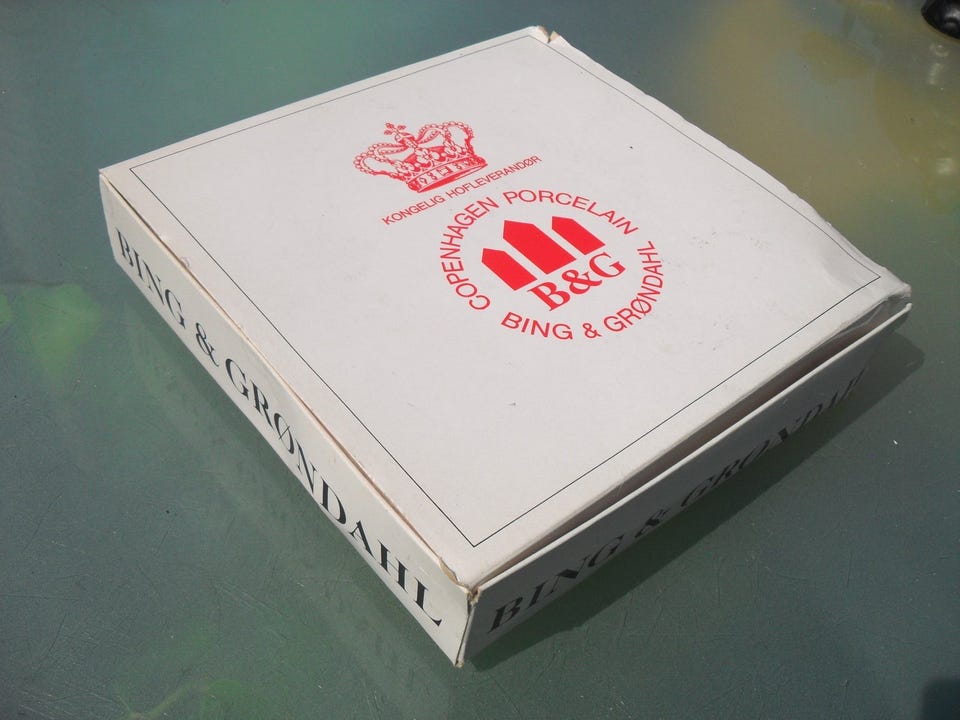 KONGELIG HOFLEVERANDØR
COPENHAGEN PORCELAIN
B&G
BING & GRØNDAHL
BING & GRØNDAHL
BING & GRØNDAHL